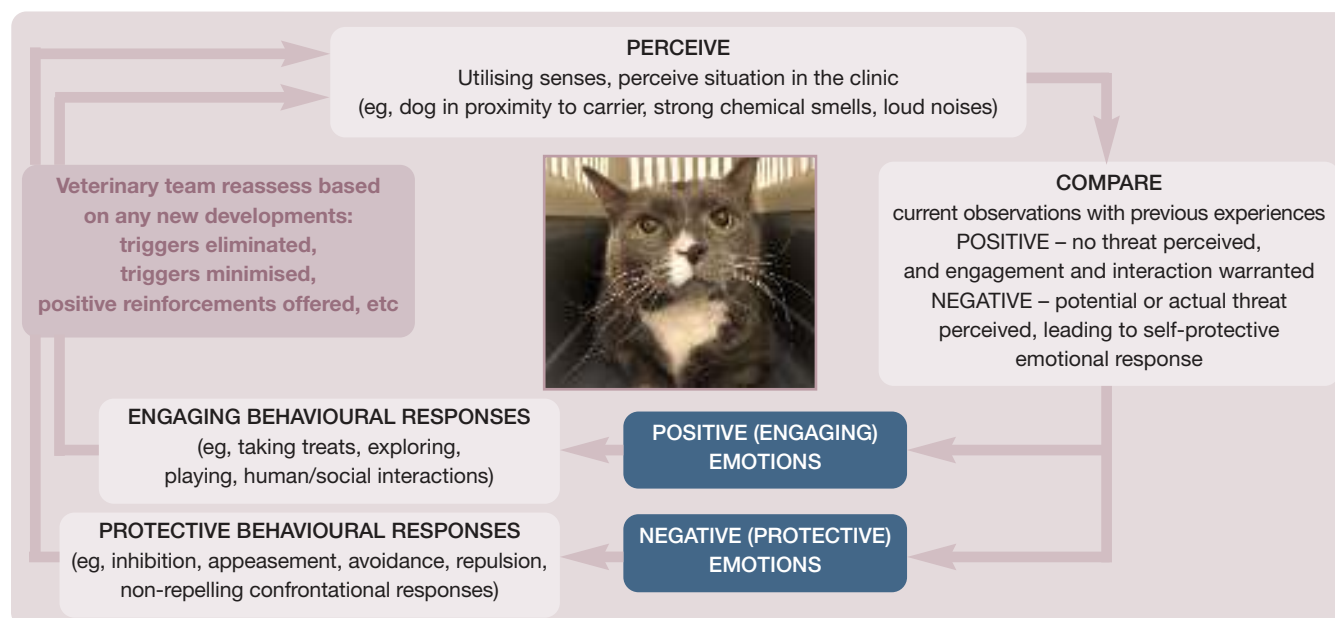 PERCEIVE
Utilising senses, perceive situation in the clinic
(eg, dog in proximity to carrier, strong chemical smells, loud noises)
Veterinary team reassess based
on any new developments:
triggers eliminated,
triggers minimised,
positive reinforcements offered, etc
COMPARE
current observations with previous experiences
POSITIVE – no threat perceived,
and engagement and interaction warranted
NEGATIVE – potential or actual threat
perceived, leading to self-protective
emotional response
ENGAGING BEHAVIOURAL RESPONSES
(eg, taking treats, exploring,
playing, human/social interactions)
POSITIVE (ENGAGING)
EMOTIONS
PROTECTIVE BEHAVIOURAL RESPONSES
(eg, inhibition, appeasement, avoidance, repulsion,
non-repelling confrontational responses)
NEGATIVE (PROTECTIVE)
EMOTIONS